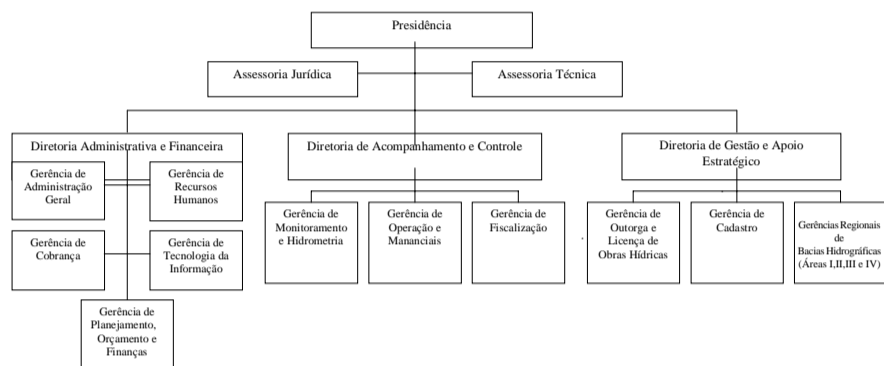 Presidência
Assessoria Jurídica
Assessoria Técnica
Diretoria Administrativa e Financeira
Gerência de
Administração
Geral
Gerência de
Recursos
Humanos
Gerência de
Cobrança
Gerência de
Tecnologia da
Informação
Gerência de
Planejamento,
Orçamento e
Finanças
Diretoria de Acompanhamento e Controle
Gerência de
Monitoramento
e Hidrometria
Gerência de
Operação e
Mananciais
Gerência de
Fiscalização
Diretoria de Gestão e Apoio
Estratégico
Gerência de
Outorga e
Licença de
Obras Hídricas
Gerência de
Cadastro
Gerências Regionais
de
Bacias Hidrográficas
(Áreas I,II,III e IV)